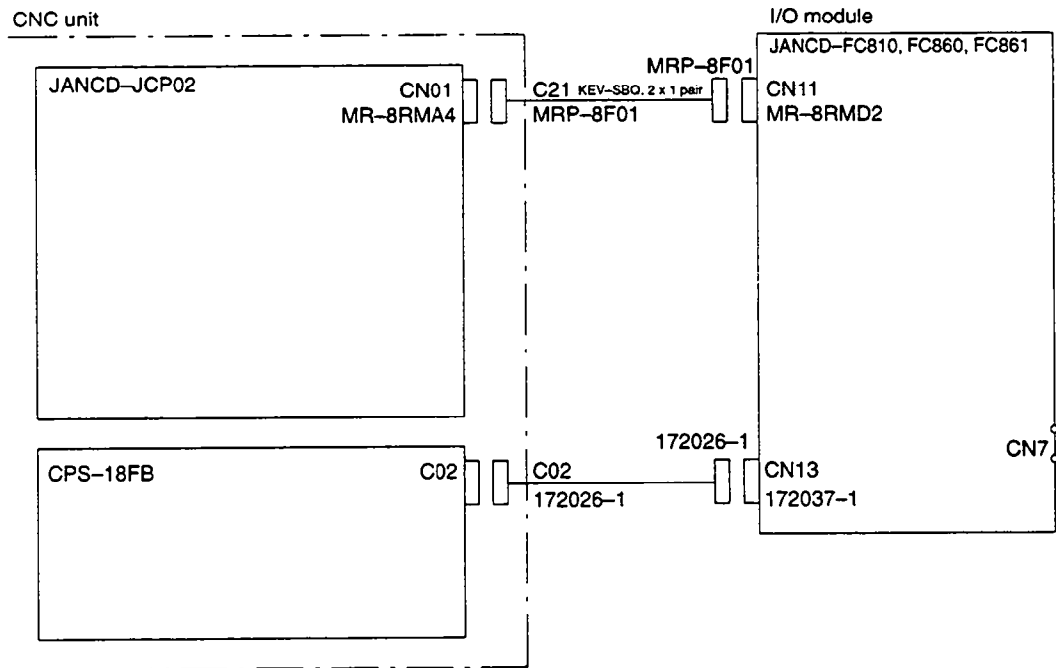 CNC unit
I/O module
JANCD-FC810, FC860, FC861
JANCD-JCP02
CN01
MR-8RMA4
C21 KEV-SBQ. 2 x 1 pair
MRP-8F01
MRP-8F01
CN11
MR-8RMD2
CN7
CPS-18FB
C02
C02
172026-1
172026-1
CN13
172037-1